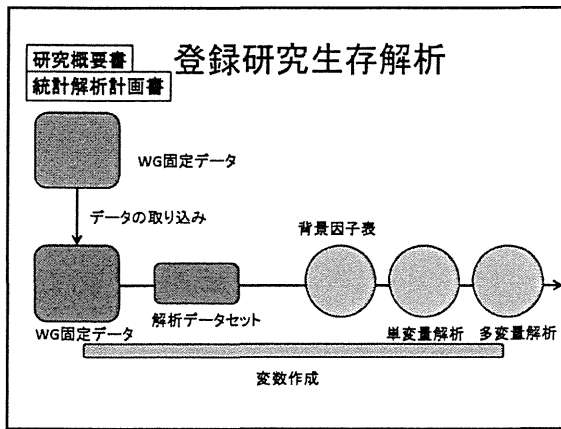 研究概要書
統計解析計画書
登録研究生存解析
WG固定データ
データの取り込み
背景因子表
WG固定データ
解析データセット
単変量解析
多変量解析
変数作成